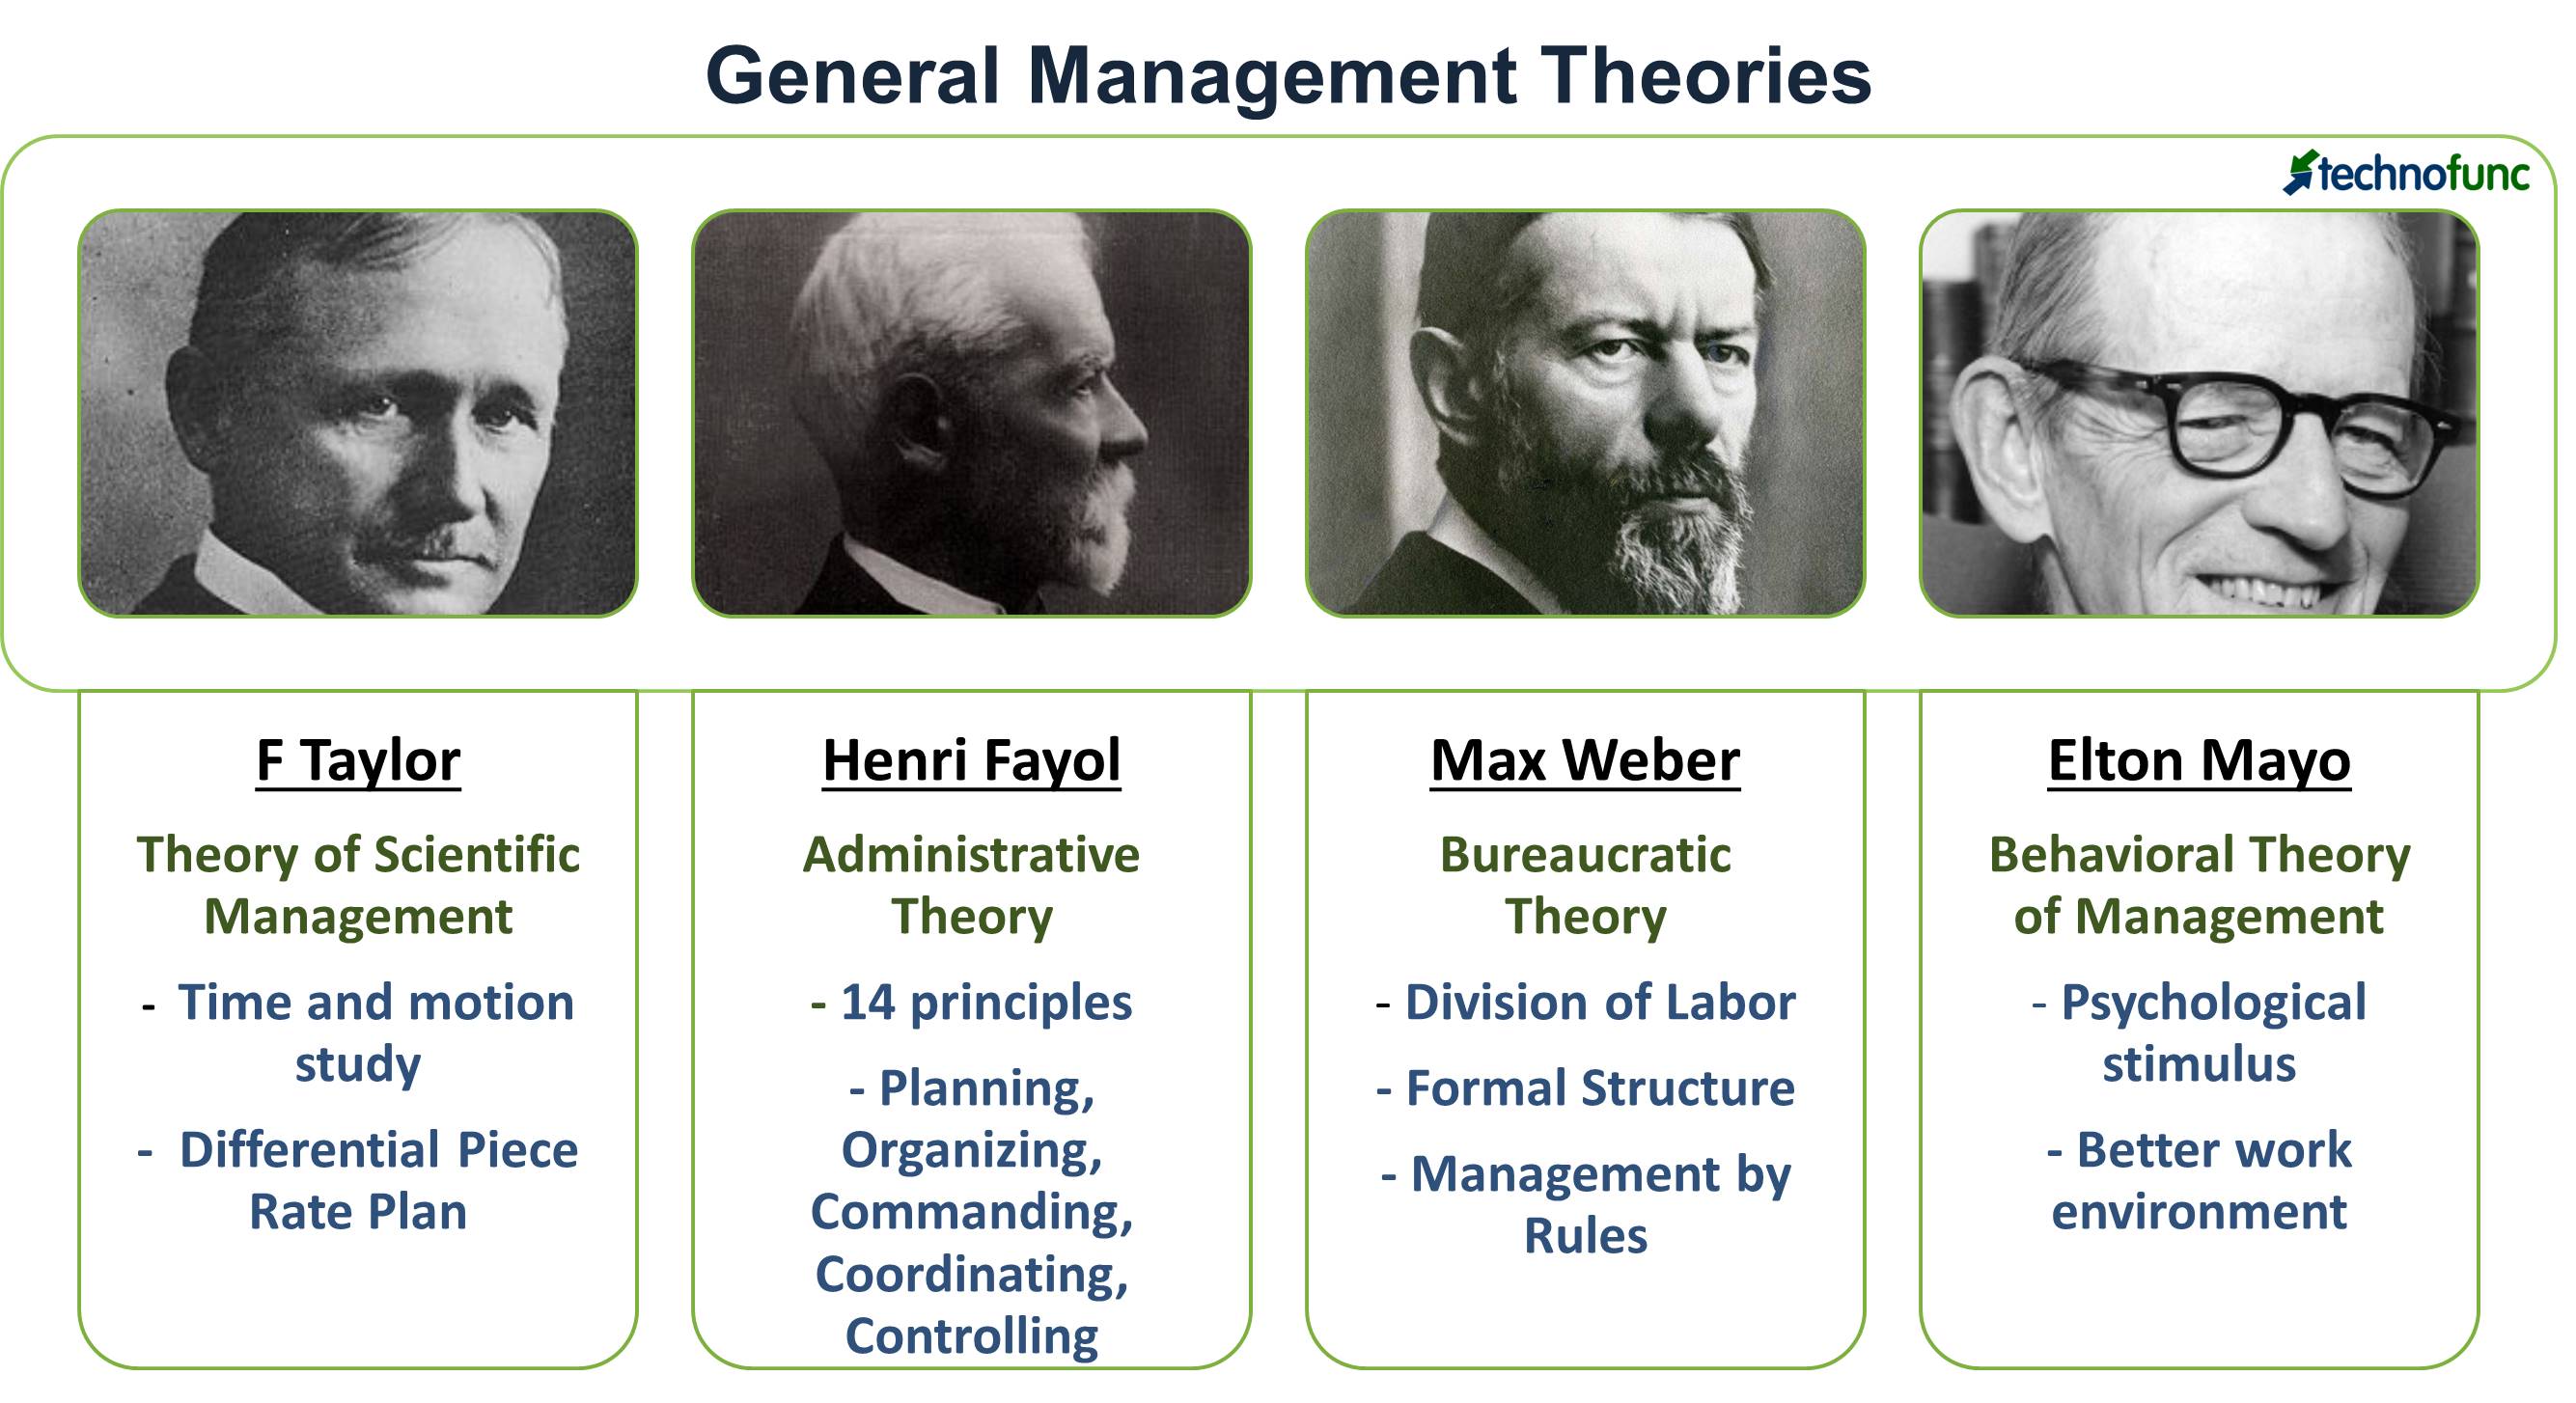 General Management Theories
technofunc
F Taylor
Theory of Scientific
Management
- Time and motion
study
- Differential Piece
Rate Plan
Henri Fayol
Administrative
Theory
- 14 principles
- Planning,
Organizing,
Commanding,
Coordinating,
Controlling
Max Weber
Bureaucratic
Theory
- Division of Labor
- Formal Structure
- Management by
Rules
Elton Mayo
Behavioral Theory
of Management
- Psychological
stimulus
- Better work
environment